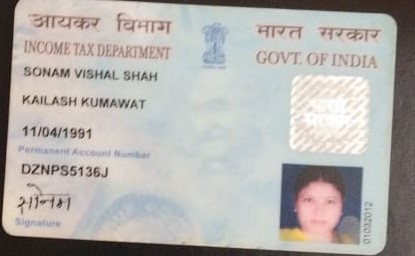 आयकर विभाग
INCOME TAX DEPARTMENT
भारत सरकार
GOVT. OF INDIA
SONAM VISHAL SHAH
KAILASH KUMAWAT
11/04/1991
Permanent Account Number
DZNPS5136J
सोनम
Signature
01032012